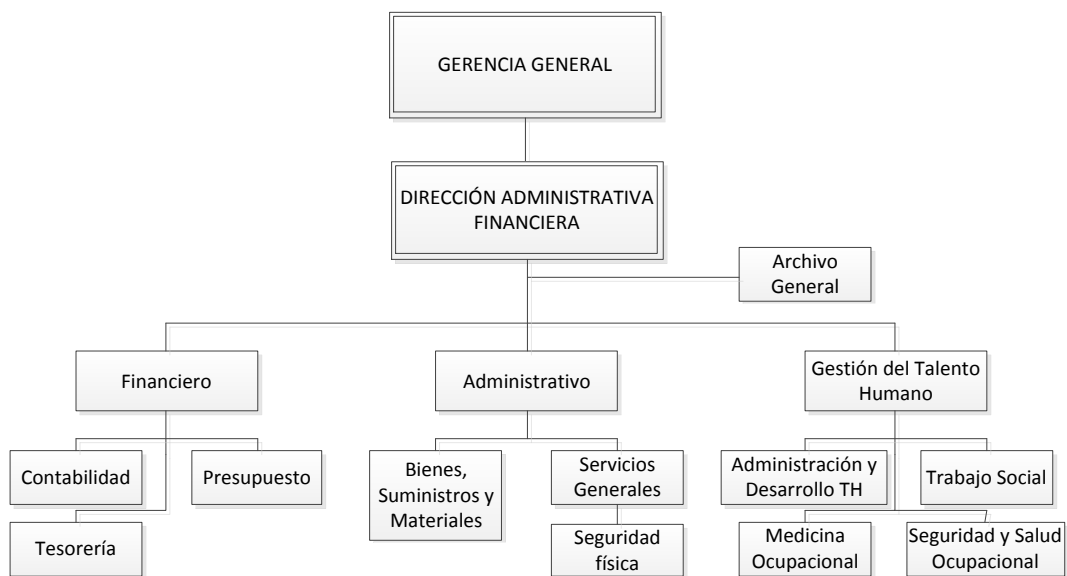 GERENCIA GENERAL
DIRECCIÓN ADMINISTRATIVA
FINANCIERA
Archivo
General
Financiero
Administrativo
Gestión del Talento
Humano
Contabilidad
Presupuesto
Bienes,
Suministros y
Materiales
Servicios
Generales
Administración y
Desarrollo TH
Trabajo Social
Tesorería
Seguridad
física
Medicina
Ocupacional
Seguridad y Salud
Ocupacional